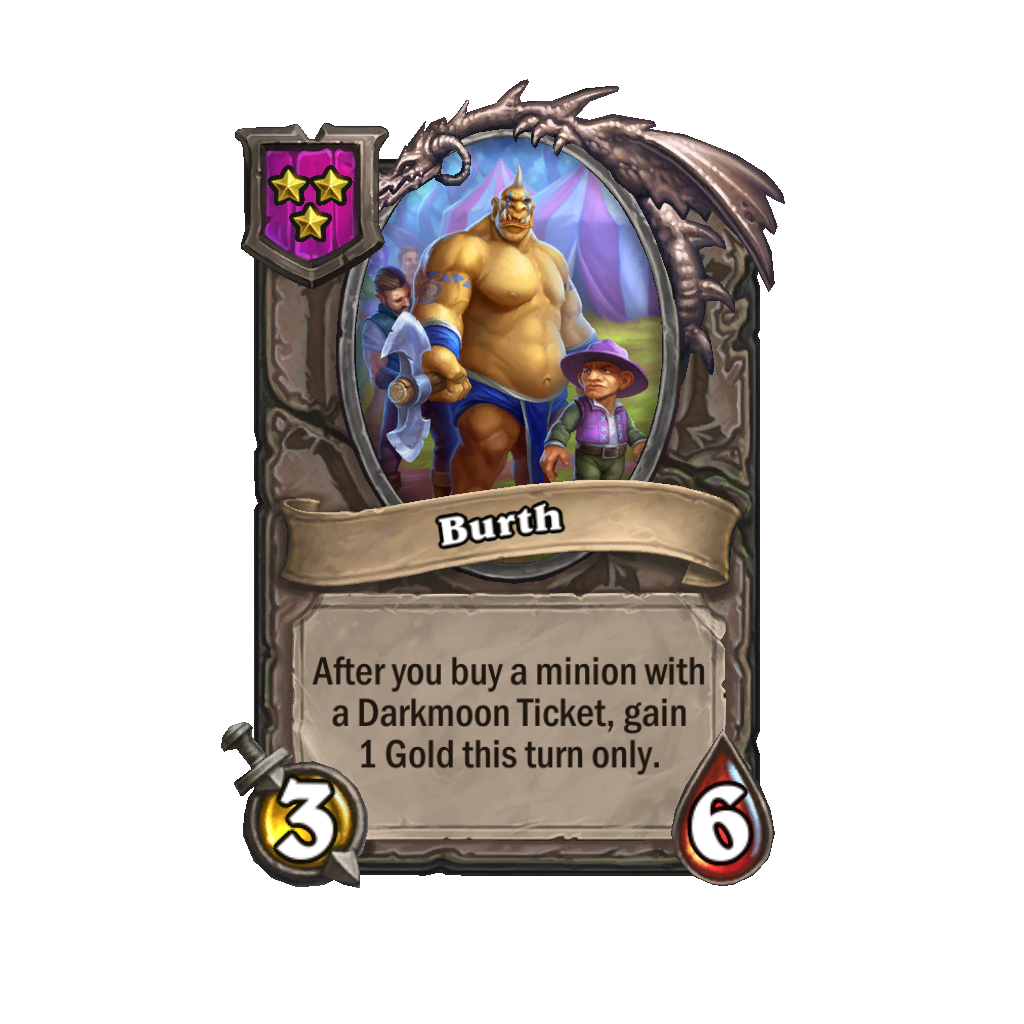 Burth
After you buy a minion with
a Darkmoon Ticket, gain
1 Gold this turn only.
3
6